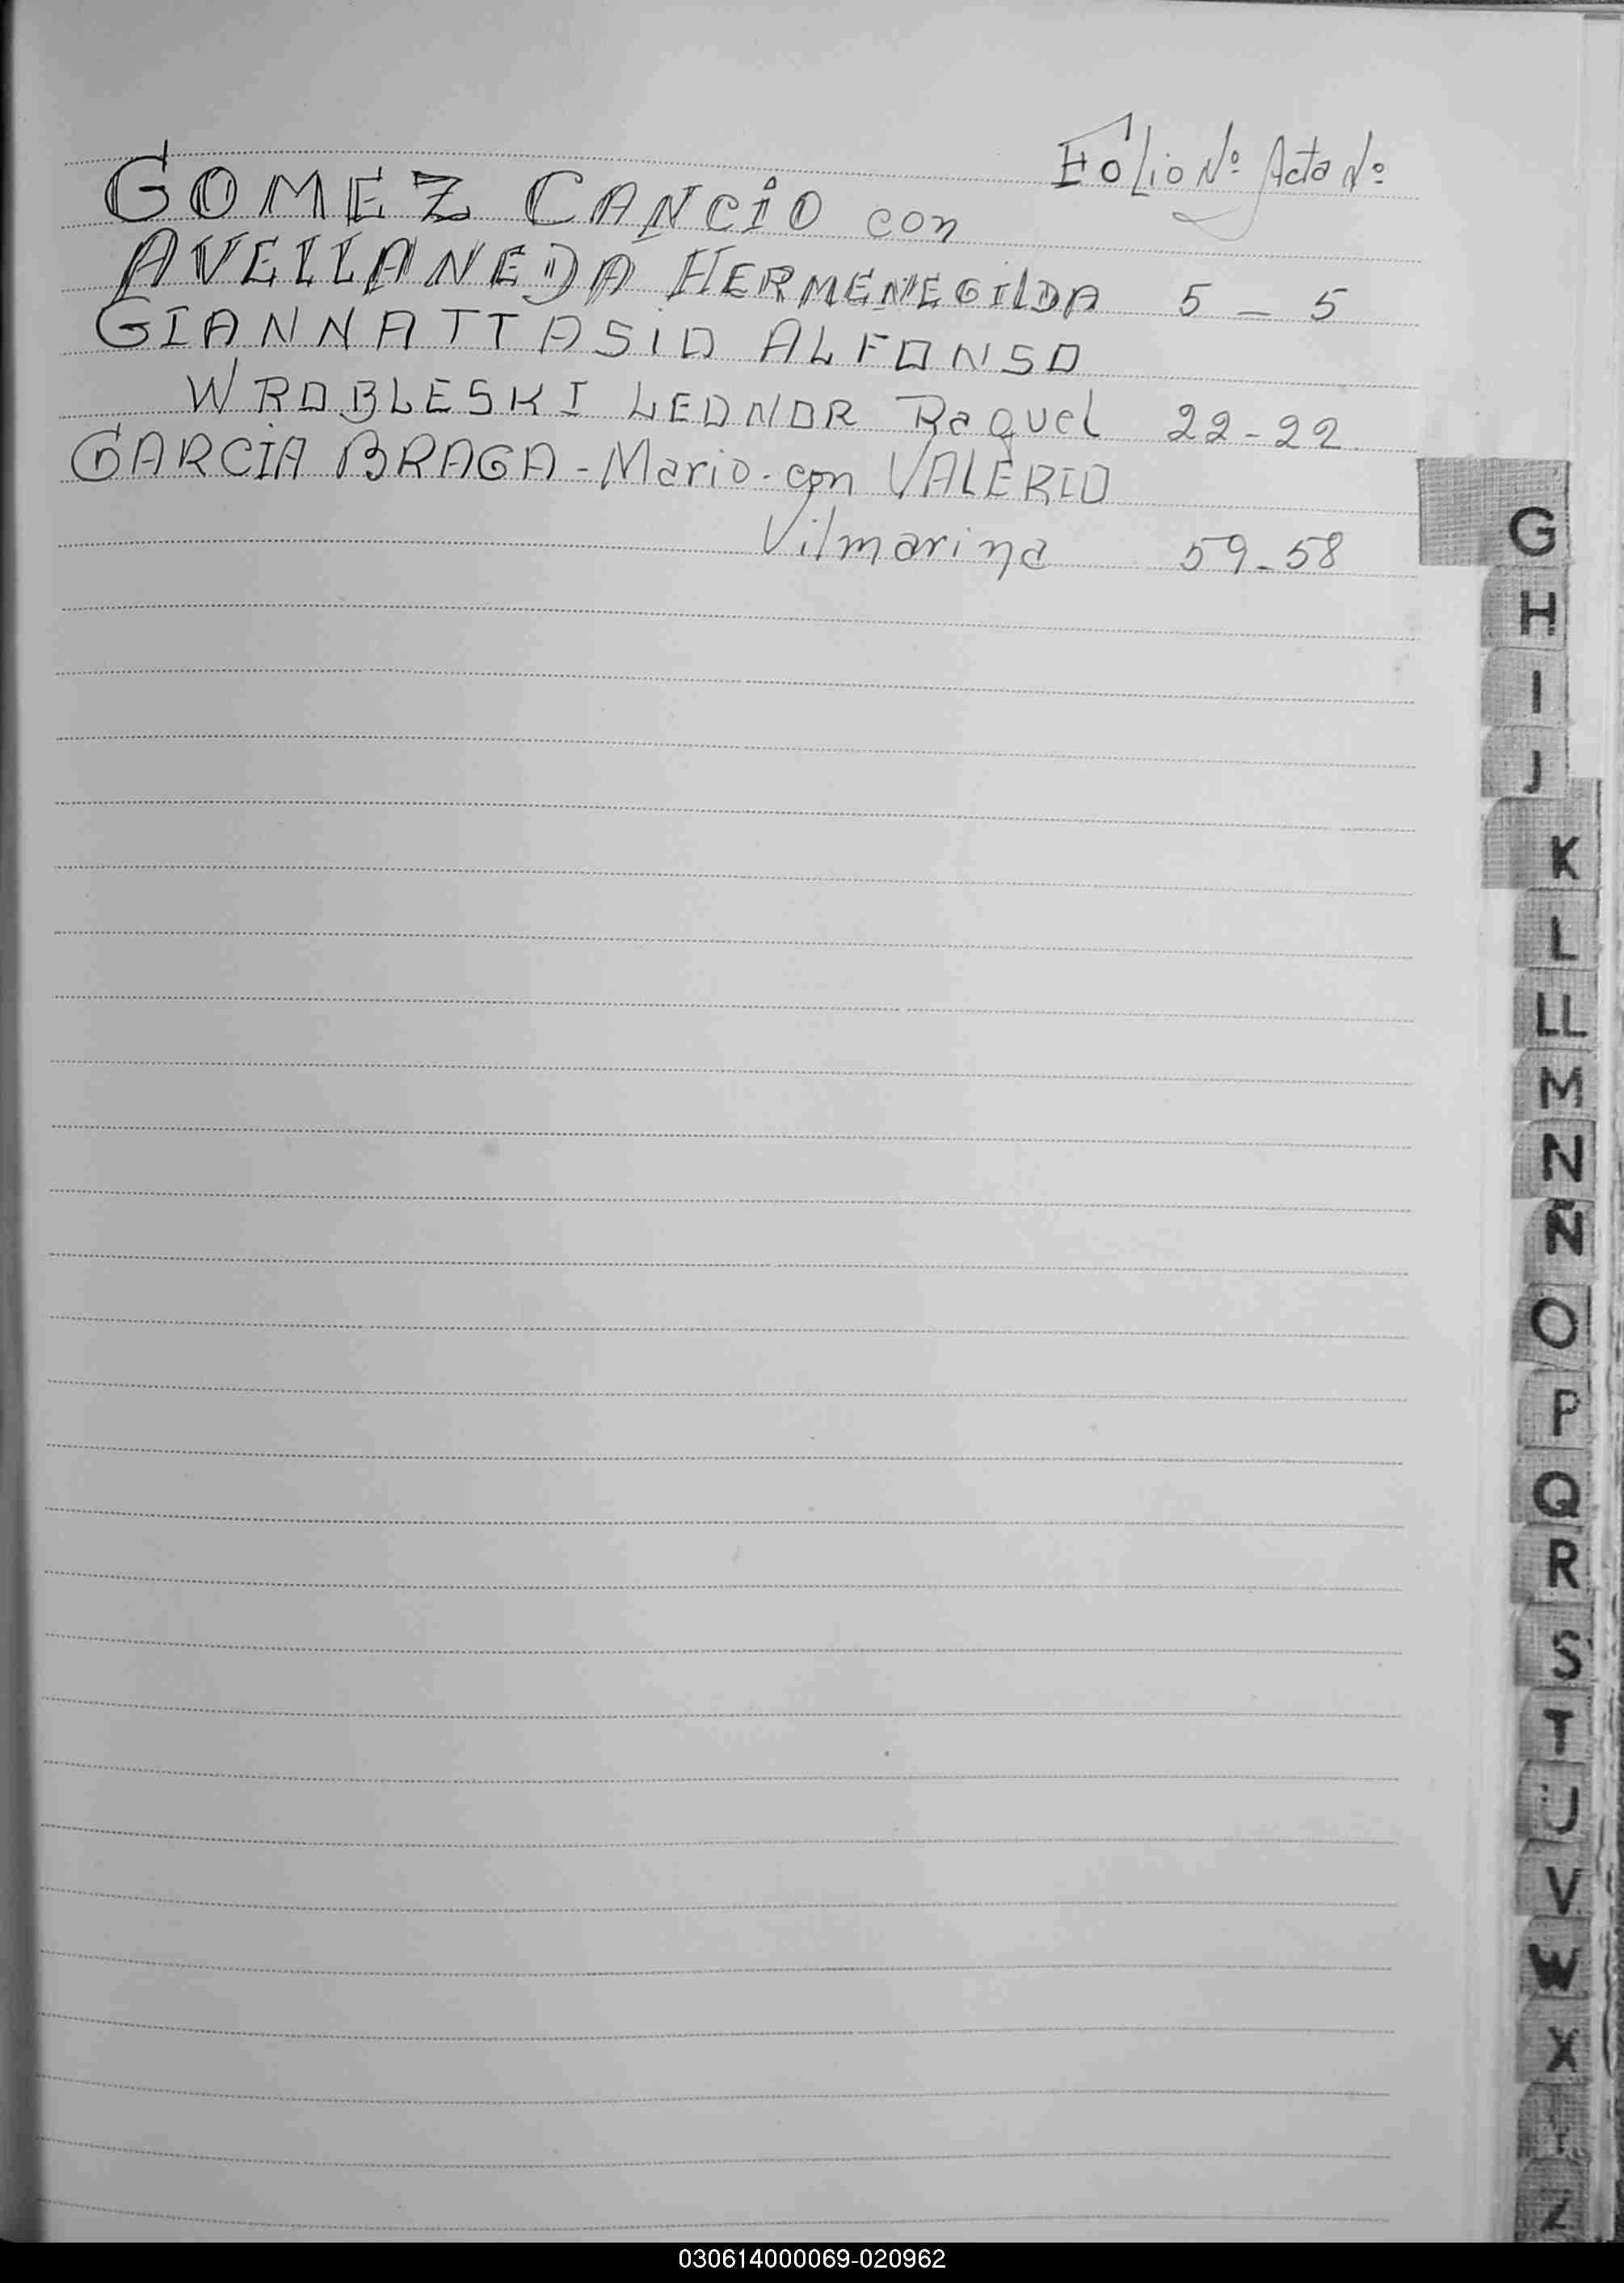 Folio Nº Acta Nº
GOMEZ CANCIO con
AVELLANEDA HERMENEGILDA 5 - 5
GIANNATTASIO ALFONSO
WROBLESKI LEONOR Raquel 22-22
GARCIA BRAGA - Mario - con VALERIO
Vilmarina 59-58
G
H
I
J
K
L
LL
M
N
Ñ
O
P
Q
R
S
T
U
V
W
X
Z
030614000069-020962